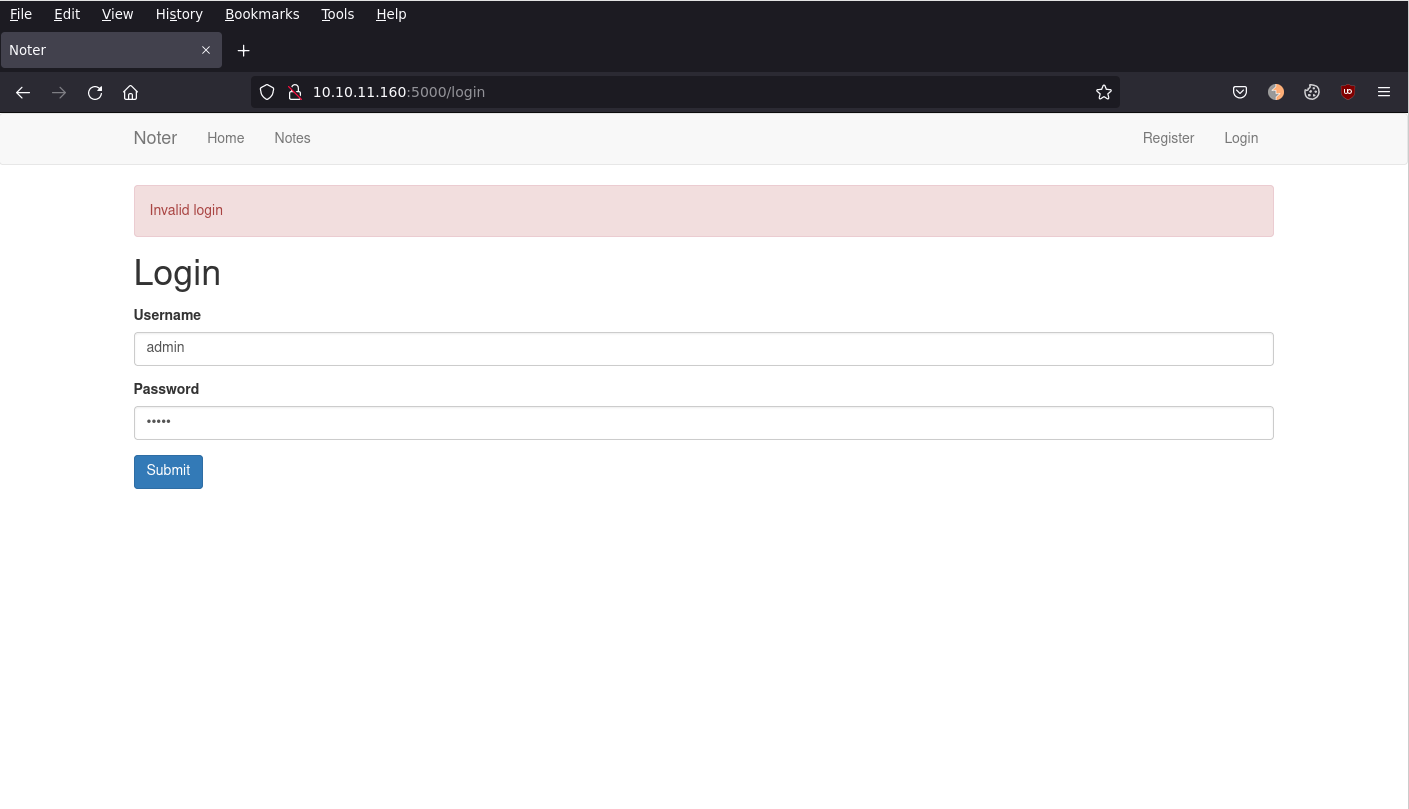 File Edit View History Bookmarks Tools Help
Noter
10.10.11.160:5000/login
Noter Home Notes Register Login
Invalid login
Login
Username
admin
Password
•••••
Submit